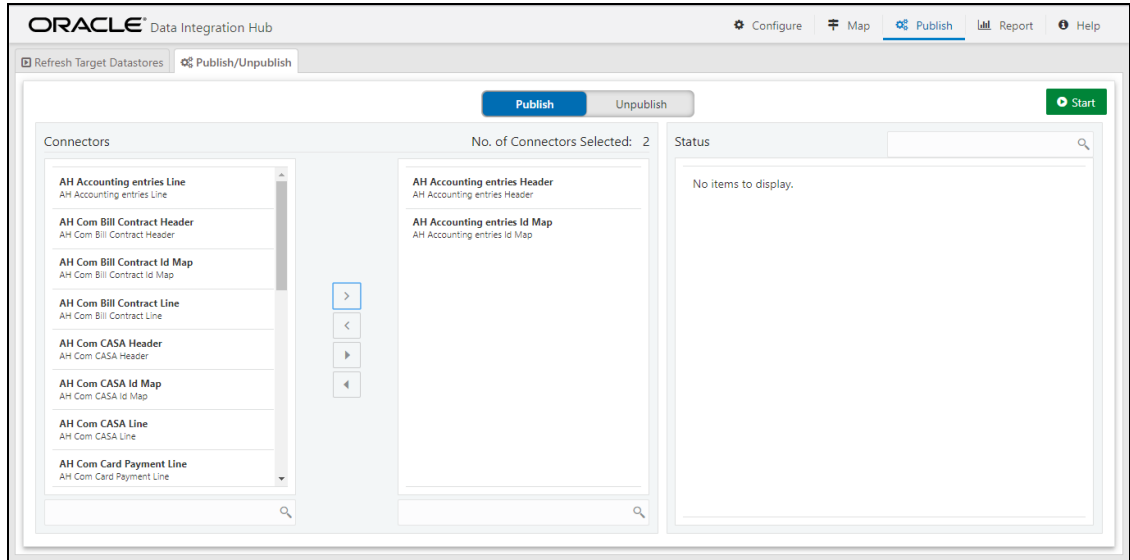 ORACLE® Data Integration Hub
Configure
Map
Publish
Report
Help
Refresh Target Datastores
Publish/Unpublish
Publish
Unpublish
Start
Connectors
No. of Connectors Selected: 2
AH Accounting entries Line
AH Accounting entries Line
AH Com Bill Contract Header
AH Com Bill Contract Header
AH Com Bill Contract Id Map
AH Com Bill Contract Id Map
AH Com Bill Contract Line
AH Com Bill Contract Line
AH Com CASA Header
AH Com CASA Header
AH Com CASA Id Map
AH Com CASA Id Map
AH Com CASA Line
AH Com CASA Line
AH Com Card Payment Line
AH Com Card Payment Line
AH Accounting entries Header
AH Accounting entries Header
AH Accounting entries Id Map
AH Accounting entries Id Map
Status
No items to display.